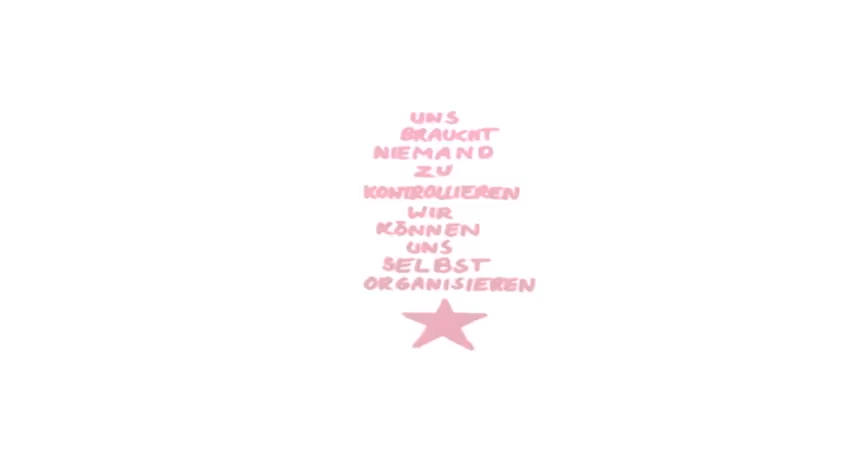 UNS
BRAUCHT
NIEMAND
ZU
KONTROLLIEREN
WIR
KÖNNEN
UNS
SELBST
ORGANISIEREN